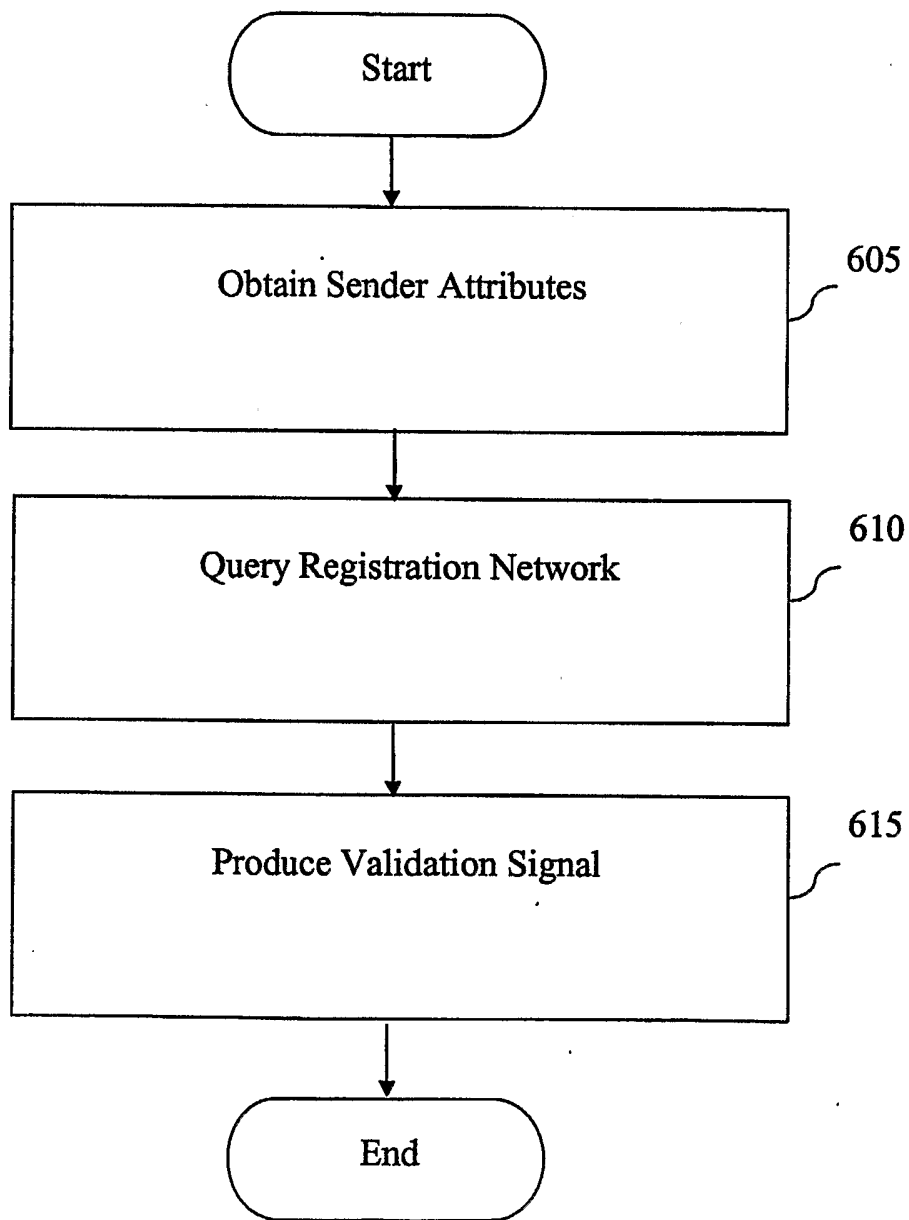 Start
Obtain Sender Attributes
605
Query Registration Network
610
Produce Validation Signal
615
End